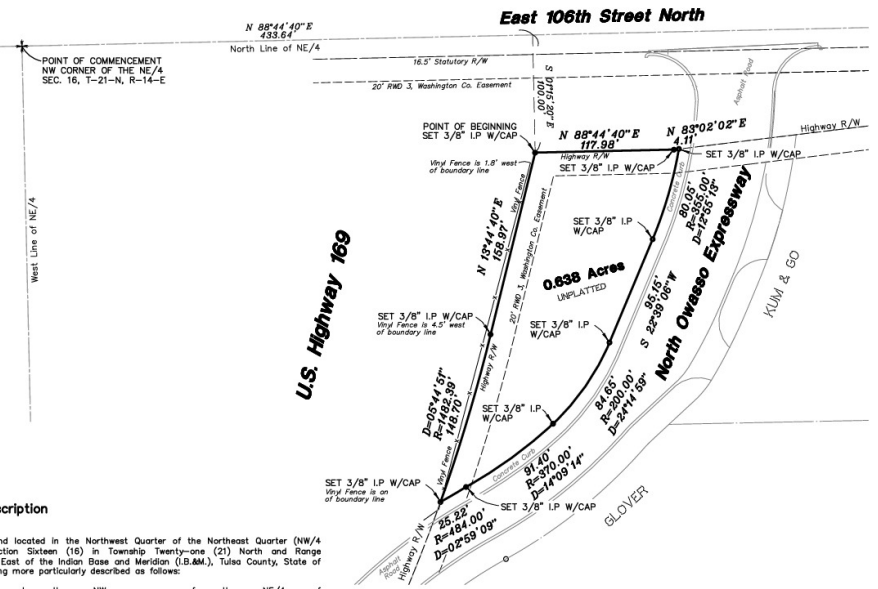 East 106th Street North
N 88°44'40"E
433.64'
North Line of NE/4
POINT OF COMMENCEMENT
NW CORNER OF THE NE/4
SEC. 16, T-21-N, R-14-E
16.5' Statutory R/W
20' RWD 3, Washington Co. Easement
S 01°15'20"E
100.00'
Asphalt Road
POINT OF BEGINNING
SET 3/8" I.P W/CAP
N 88°44'40"E
117.98'
N 83°02'02"E
4.11'
Highway R/W
Highway R/W
SET 3/8" I.P W/CAP
SET 3/8" I.P W/CAP
Vinyl Fence is 1.8' west
of boundary line
Vinyl Fence
Concrete Curb
80.05'
R=355.00'
D=12°55'13"
West Line of NE/4
N 13°44'40"E
158.97'
20' RWD 3, Washington Co. Easement
SET 3/8" I.P
W/CAP
0.638 Acres
UNPLATTED
95.15'
S 22°39'06"W
North Owasso Expressway
KUM & GO
U.S. Highway 169
SET 3/8" I.P W/CAP
Vinyl Fence is 4.5' west
of boundary line
SET 3/8" I.P
W/CAP
Highway R/W
D=05°44'51"
R=1482.39'
148.70'
84.65'
R=200.00'
D=24°14'59"
SET 3/8" I.P
W/CAP
Vinyl Fence
Concrete Curb
91.40'
R=370.00'
D=14°09'14"
SET 3/8" I.P W/CAP
Vinyl Fence is on
of boundary line
SET 3/8" I.P W/CAP
GLOVER
25.22'
R=484.00'
D=02°59'09"
Highway R/W
Asphalt
Road
scription
nd located in the Northwest Quarter of the Northeast Quarter (NW/4
ction Sixteen (16) in Township Twenty-one (21) North and Range
East of the Indian Base and Meridian (I.B.&M.), Tulsa County, State of
ng more particularly described as follows: